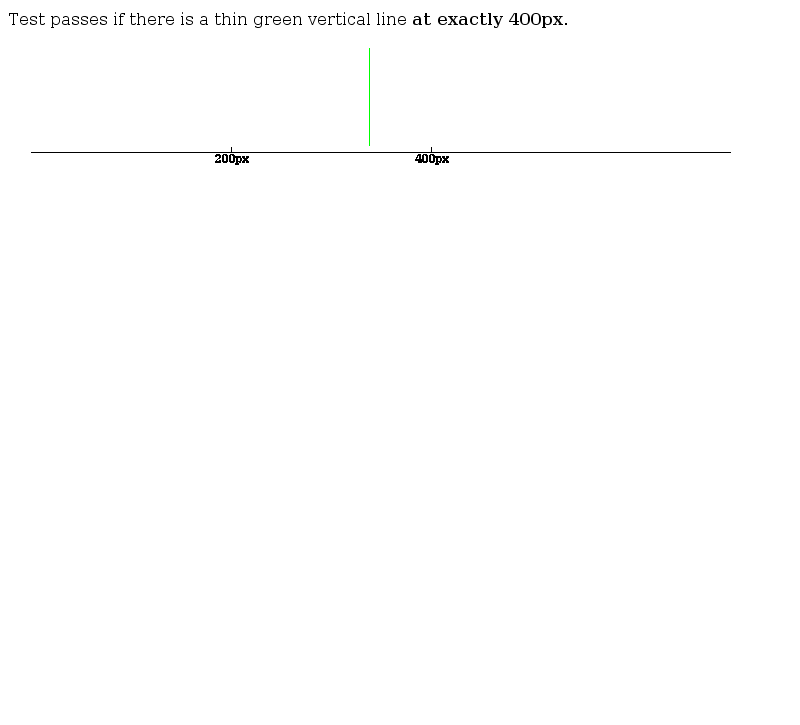 Test passes if there is a thin green vertical line at exactly 400px.
200px 400px